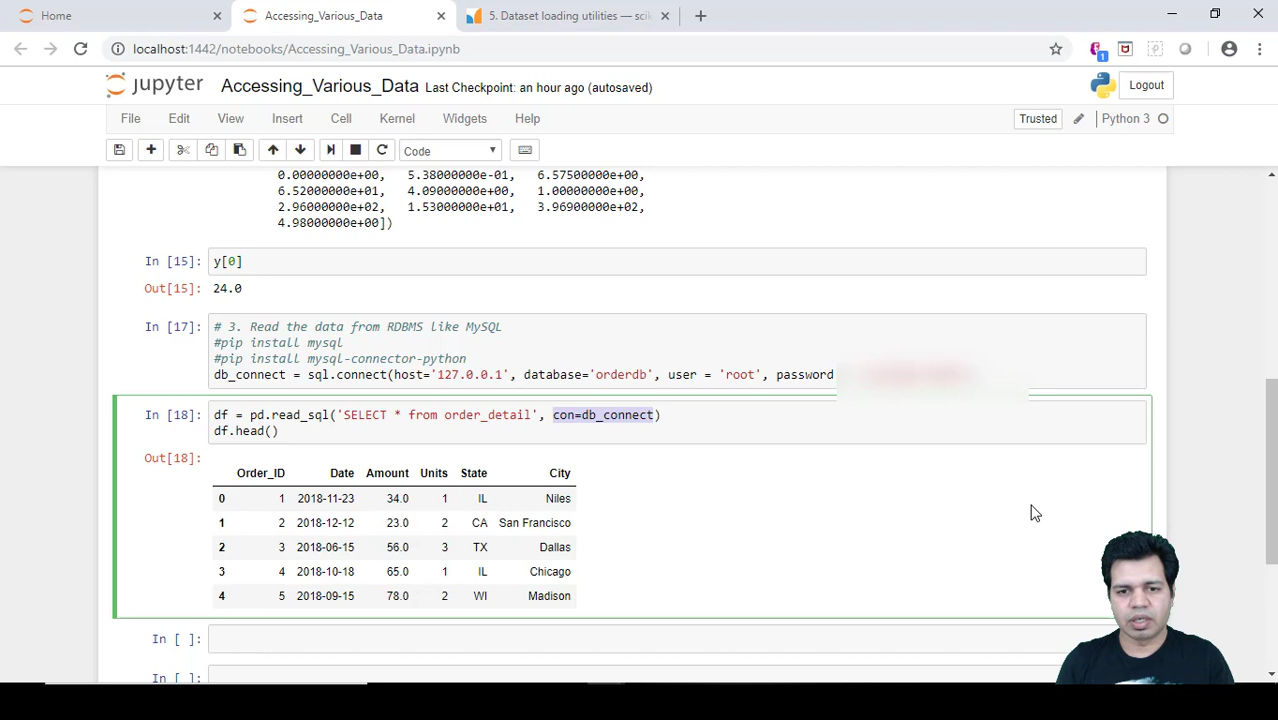 Home
Accessing_Various_Data
5. Dataset loading utilities — sci
localhost:1442/notebooks/Accessing_Various_Data.ipynb
1
jupyter Accessing_Various_Data Last Checkpoint: an hour ago (autosaved)
Logout
File Edit View Insert Cell Kernel Widgets Help
Trusted Python 3
Code
0.00000000e+00, 5.38000000e-01, 6.57500000e+00,
6.52000000e+01, 4.09000000e+00, 1.00000000e+00,
2.96000000e+02, 1.53000000e+01, 3.96900000e+02,
4.98000000e+00])
In [15]: y[0]
Out[15]: 24.0
In [17]: # 3. Read the data from RDBMS like MySQL
#pip install mysql
#pip install mysql-connector-python
db_connect = sql.connect(host='127.0.0.1', database='orderdb', user = 'root', password
In [18]: df = pd.read_sql('SELECT * from order_detail', con=db_connect)
df.head()
Out[18]:
Order_ID Date Amount Units State City
0 1 2018-11-23 34.0 1 IL Niles
1 2 2018-12-12 23.0 2 CA San Francisco
2 3 2018-06-15 56.0 3 TX Dallas
3 4 2018-10-18 65.0 1 IL Chicago
4 5 2018-09-15 78.0 2 WI Madison
In [ ]:
In [ ]: